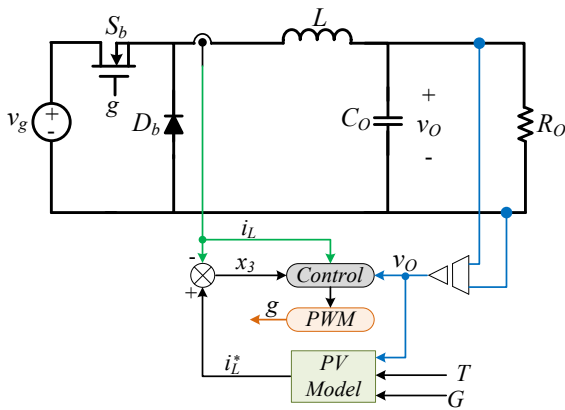 S_b
L
g
v_g
+
-
D_b
C_O
+
v_O
-
R_O
i_L
v_O
-
x_3
+
Control
g
PWM
i_L^*
PV
Model
T
G